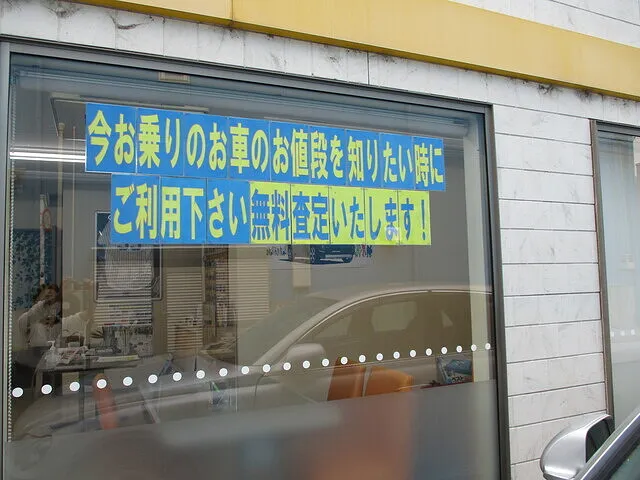 今お乗りのお車のお値段を知りたい時に
ご利用下さい無料査定いたします!